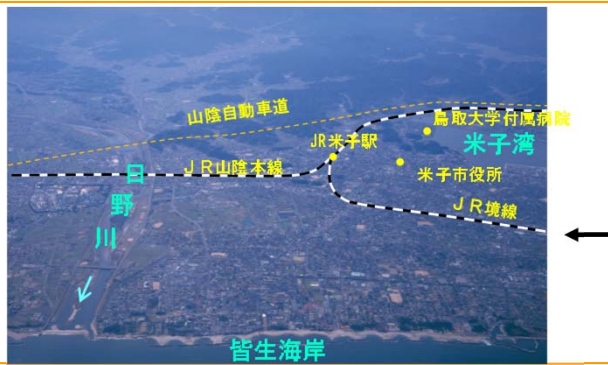 山陰自動車道
鳥取大学付属病院
JR米子駅
米子湾
JR山陰本線
米子市役所
日野川
JR境線
皆生海岸